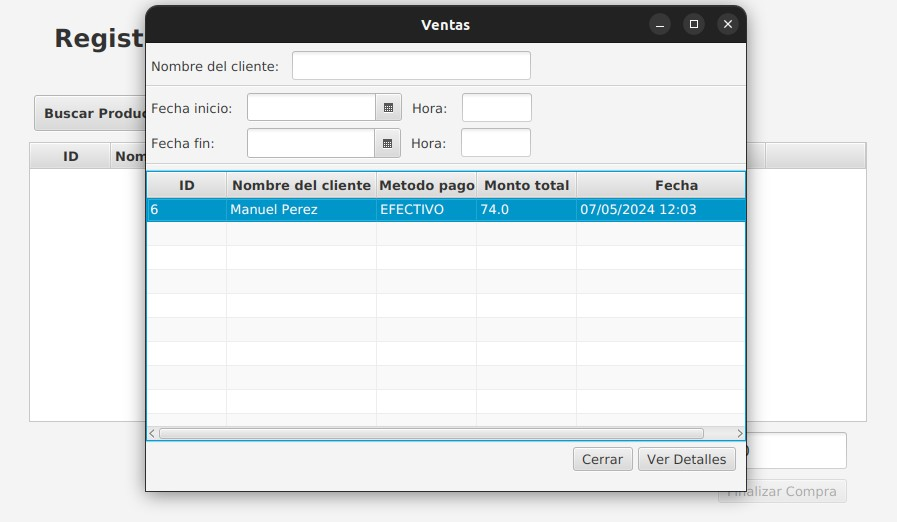 Ventas
Regist
Nombre del cliente:
Buscar Produc
Fecha inicio:
Hora:
Fecha fin:
Hora:
ID
Nom
ID Nombre del cliente Metodo pago Monto total Fecha
6 Manuel Perez EFECTIVO 74.0 07/05/2024 12:03
Cerrar
Ver Detalles
Finalizar Compra